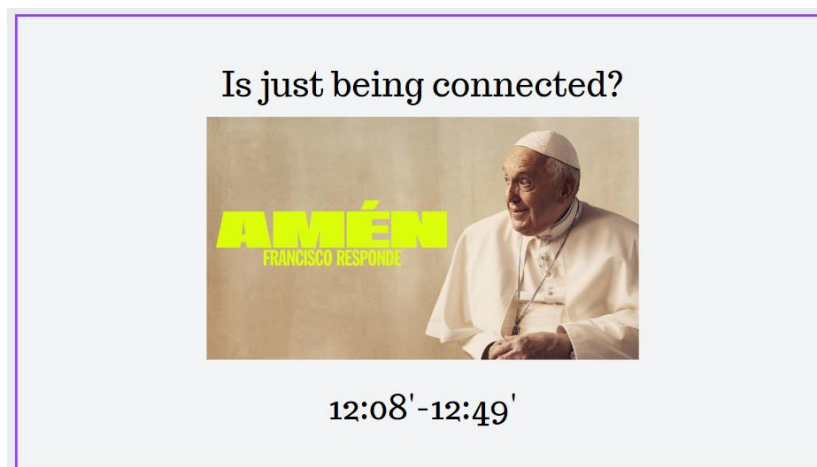 Is just being connected?
AMÉN
FRANCISCO RESPONDE
12:08'-12:49'